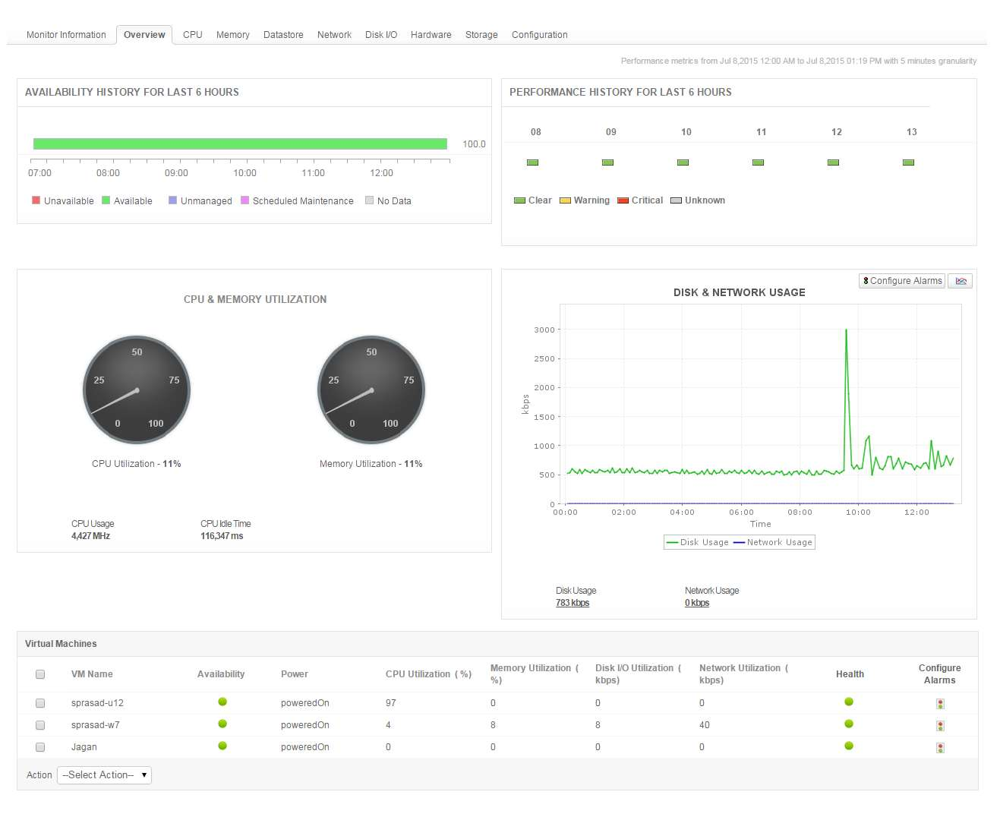 Monitor Information Overview CPU Memory Datastore Network Disk I/O Hardware Storage Configuration
Performance metrics from Jul 8,2015 12:00 AM to Jul 8,2015 01:19 PM with 5 minutes granularity
AVAILABILITY HISTORY FOR LAST 6 HOURS
100.0
07:00 08:00 09:00 10:00 11:00 12:00
Unavailable Available Unmanaged Scheduled Maintenance No Data
PERFORMANCE HISTORY FOR LAST 6 HOURS
08 09 10 11 12 13
Clear Warning Critical Unknown
CPU & MEMORY UTILIZATION
50
25 75
0 100
CPU Utilization - 11%
50
25 75
0 100
Memory Utilization - 11%
CPU Usage CPU Idle Time
4,427 MHz 116,347 ms
Configure Alarms
DISK & NETWORK USAGE
kbps
3000
2500
2000
1500
1000
500
0
00:00 02:00 04:00 06:00 08:00 10:00 12:00
Time
Disk Usage Network Usage
Disk Usage Network Usage
783 kbps 0 kbps
Virtual Machines
VM Name Availability Power CPU Utilization ( %) Memory Utilization ( %) Disk I/O Utilization ( kbps) Network Utilization ( kbps) Health Configure Alarms
sprasad-u12 poweredOn 97 0 0 0
sprasad-w7 poweredOn 4 8 8 40
Jagan poweredOn 0 0 0 0
Action --Select Action--